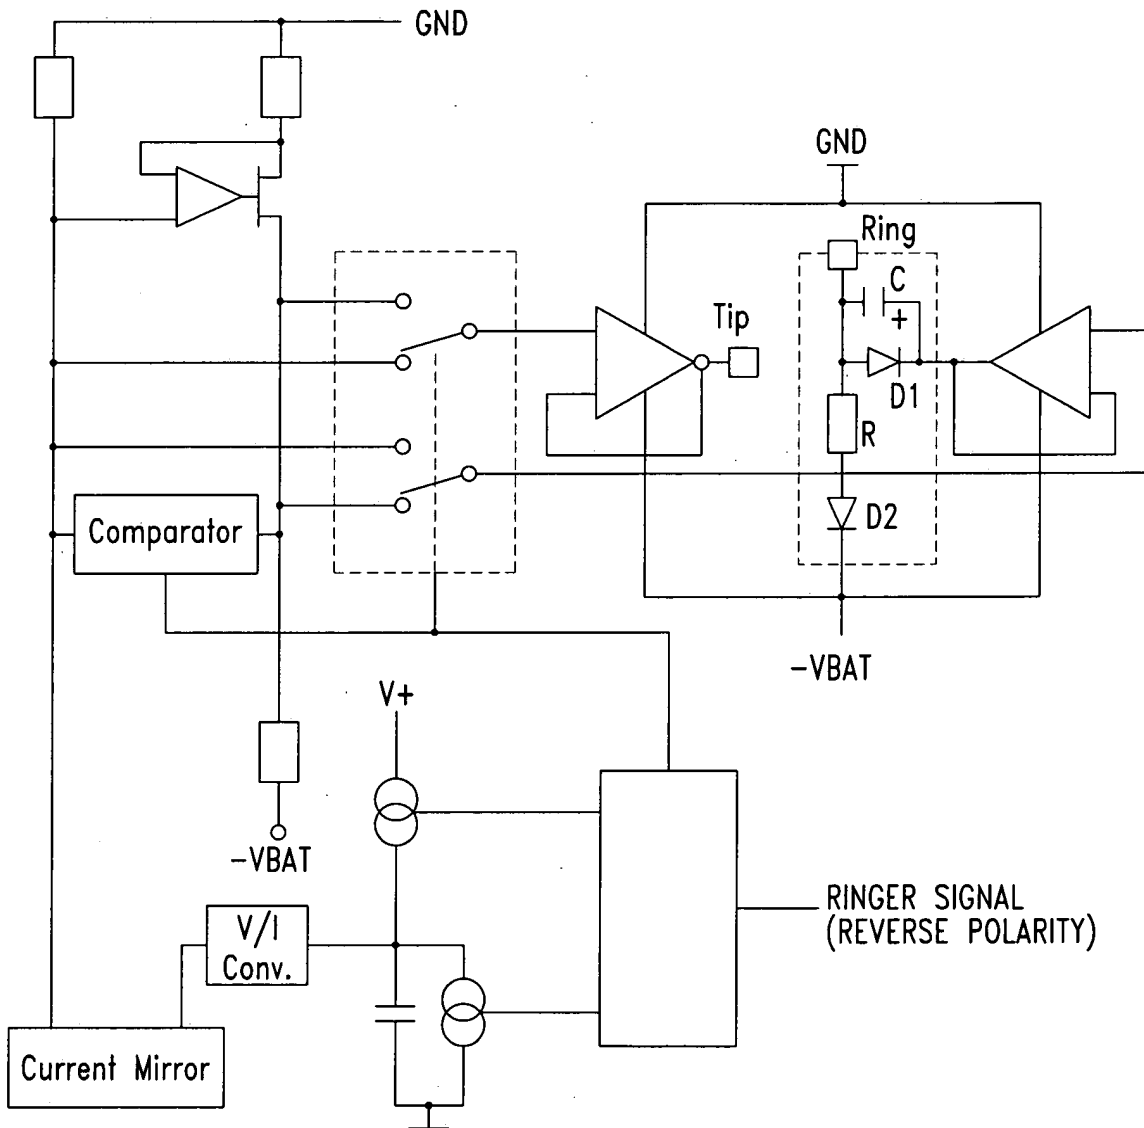 GND
GND
Ring
C
+
Tip
D1
R
Comparator
D2
-VBAT
V+
-VBAT
RINGER SIGNAL
(REVERSE POLARITY)
V/I
Conv.
Current Mirror